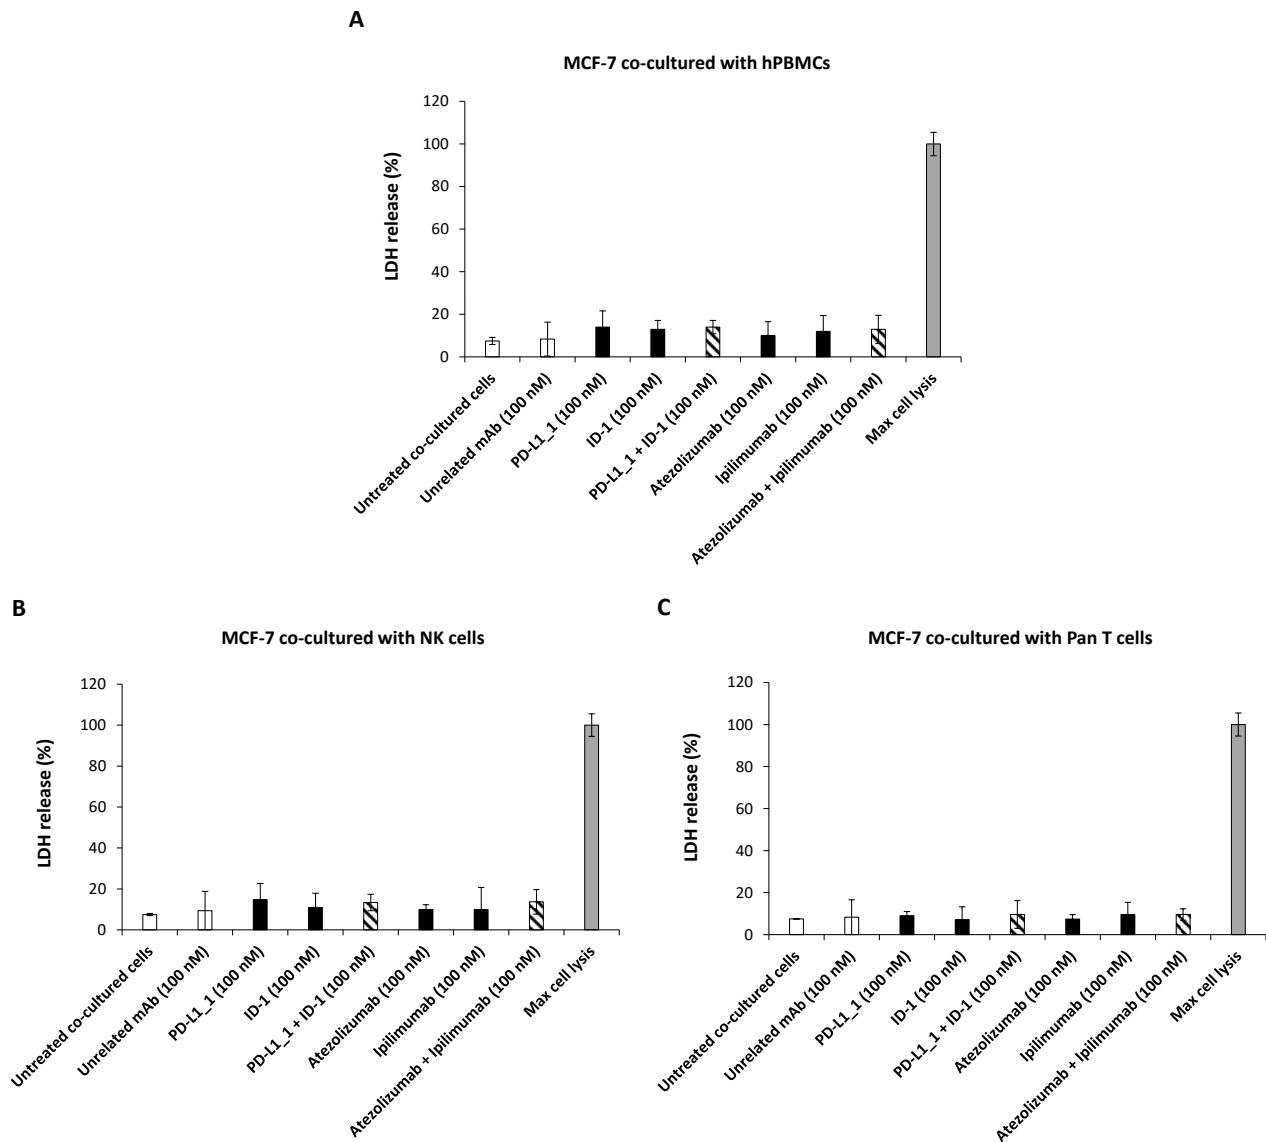 A
MCF-7 co-cultured with hPBMCs
LDH release (%)
120
100
80
60
40
20
0
Untreated co-cultured cells
Unrelated mAb (100 nM)
PD-L1_1 (100 nM)
ID-1 (100 nM)
PD-L1_1 + ID-1 (100 nM)
Atezolizumab (100 nM)
Ipilimumab (100 nM)
Atezolizumab + Ipilimumab (100 nM)
Max cell lysis
B
MCF-7 co-cultured with NK cells
LDH release (%)
120
100
80
60
40
20
0
Untreated co-cultured cells
Unrelated mAb (100 nM)
PD-L1_1 (100 nM)
ID-1 (100 nM)
PD-L1_1 + ID-1 (100 nM)
Atezolizumab (100 nM)
Ipilimumab (100 nM)
Atezolizumab + Ipilimumab (100 nM)
Max cell lysis
C
MCF-7 co-cultured with Pan T cells
LDH release (%)
120
100
80
60
40
20
0
Untreated co-cultured cells
Unrelated mAb (100 nM)
PD-L1_1 (100 nM)
ID-1 (100 nM)
PD-L1_1 + ID-1 (100 nM)
Atezolizumab (100 nM)
Ipilimumab (100 nM)
Atezolizumab + Ipilimumab (100 nM)
Max cell lysis